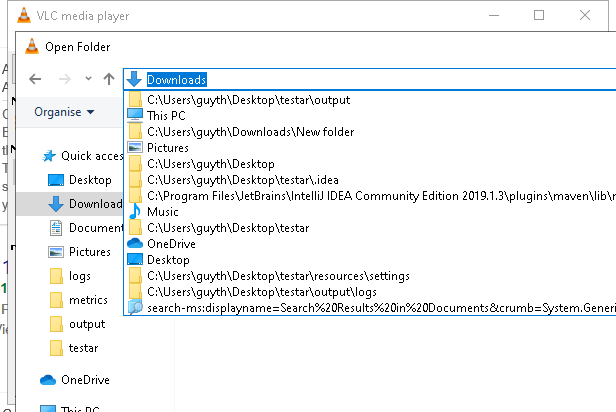 VLC media player
Open Folder
Downloads
Organise
C:\Users\guyth\Desktop\testar\output
This PC
C:\Users\guyth\Downloads\New folder
Pictures
C:\Users\guyth\Desktop
C:\Users\guyth\Desktop\testar\.idea
C:\Program Files\JetBrains\IntelliJ IDEA Community Edition 2019.1.3\plugins\maven\lib\
Music
C:\Users\guyth\Desktop\testar
OneDrive
Desktop
C:\Users\guyth\Desktop\testar\resources\settings
C:\Users\guyth\Desktop\testar\output\logs
search-ms:displayname=Search%20Results%20in%20Documents&crumb=System.Generi
Quick acces
Desktop
Download
Document
Pictures
logs
metrics
output
testar
OneDrive
This PC